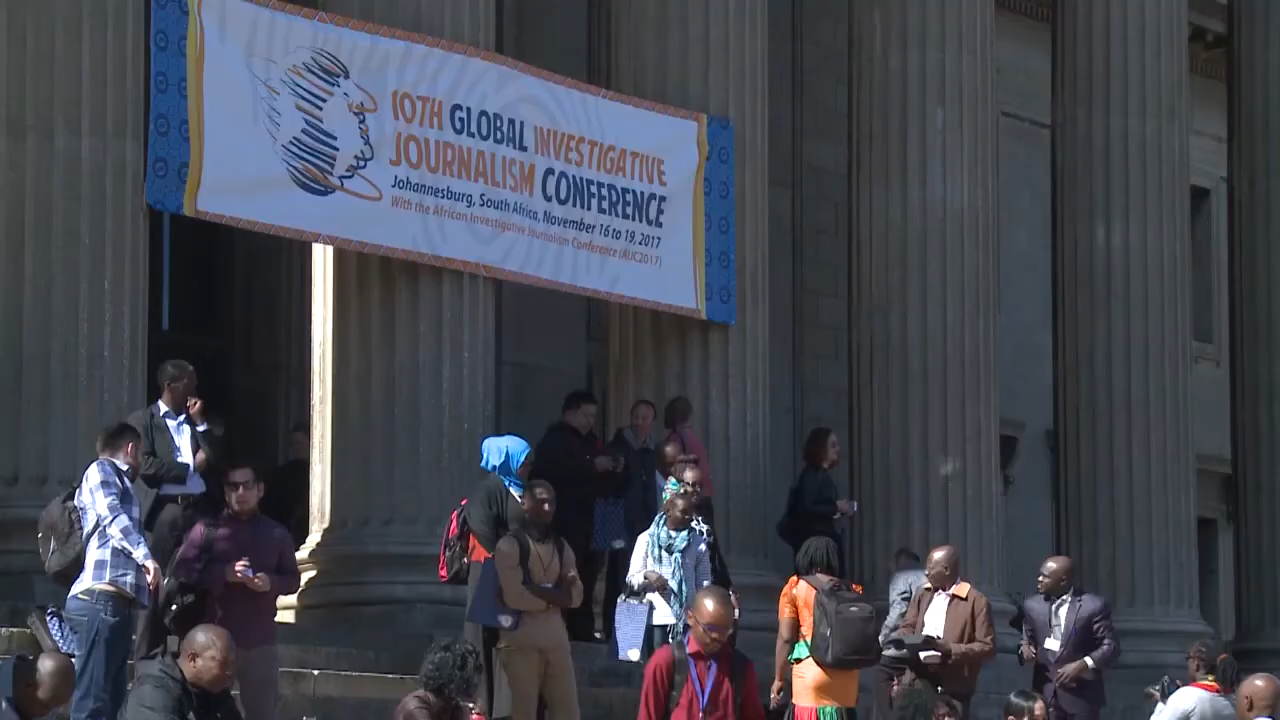 10TH GLOBAL INVESTIGATIVE
JOURNALISM CONFERENCE
Johannesburg, South Africa, November 16 to 19, 2017
With the African Investigative Journalism Conference (AIJC2017)